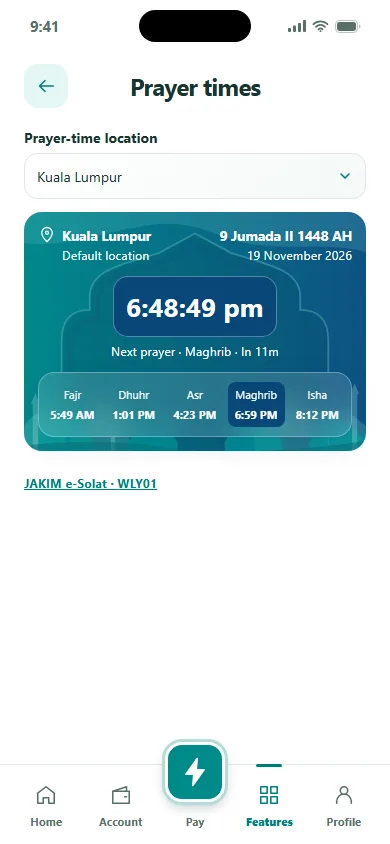 9:41
Prayer times
Prayer-time location
Kuala Lumpur
Kuala Lumpur
9 Jumada II 1448 AH
Default location
19 November 2026
6:48:49 pm
Next prayer · Maghrib · In 11m
Fajr Dhuhr Asr Maghrib Isha
5:49 AM 1:01 PM 4:23 PM 6:59 PM 8:12 PM
JAKIM e-Solat · WLY01
Home Account Pay Features Profile